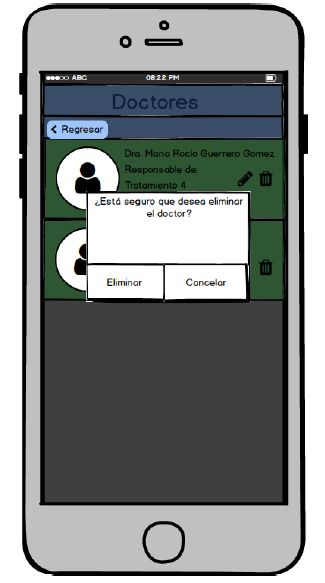 ABC
08:22 PM
Doctores
Regresar
Dra. Maria Rocio Guerrero Gomez
Responsable de:
Tratamiento 4
¿Está seguro que desea eliminar
el doctor?
Eliminar
Cancelar